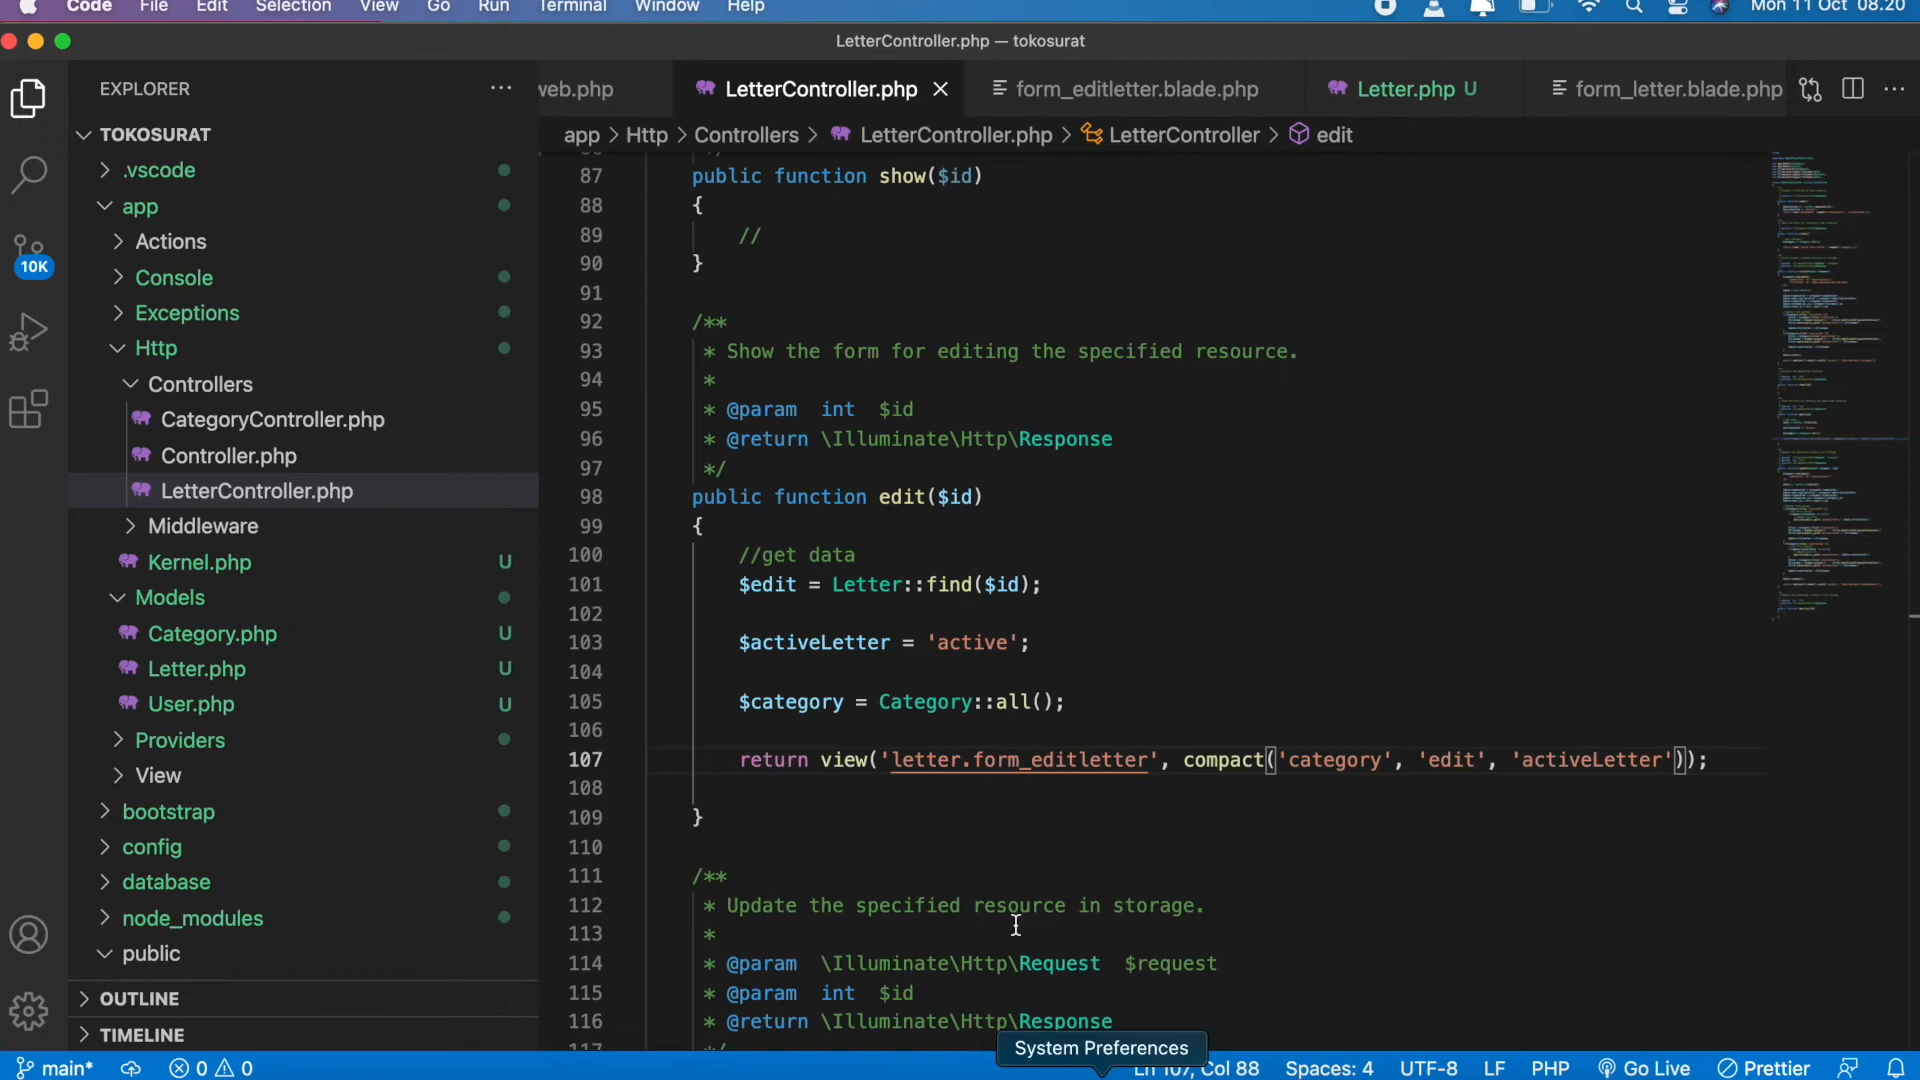 Code File Edit Selection View Go Run Terminal Window Help Mon 11 Oct 08.20
LetterController.php — tokosurat
EXPLORER
web.php LetterController.php form_editletter.blade.php Letter.php U form_letter.blade.php
app > Http > Controllers > LetterController.php > LetterController > edit
TOKOSURAT
.vscode
app
Actions
Console
Exceptions
Http
Controllers
CategoryController.php
Controller.php
LetterController.php
Middleware
Kernel.php U
Models
Category.php U
Letter.php U
User.php U
Providers
View
bootstrap
config
database
node_modules
public
OUTLINE
TIMELINE
10K
87 public function show($id)
88 {
89 //
90 }
91
92 /**
93 * Show the form for editing the specified resource.
94 *
95 * @param int $id
96 * @return \Illuminate\Http\Response
97 */
98 public function edit($id)
99 {
100 //get data
101 $edit = Letter::find($id);
102
103 $activeLetter = 'active';
104
105 $category = Category::all();
106
107 return view('letter.form_editletter', compact('category', 'edit', 'activeLetter'));
108
109 }
110
111 /**
112 * Update the specified resource in storage.
113 *
114 * @param \Illuminate\Http\Request $request
115 * @param int $id
116 * @return \Illuminate\Http\Response
117 */
System Preferences
main* 0 0 Ln 107, Col 88 Spaces: 4 UTF-8 LF PHP Go Live Prettier